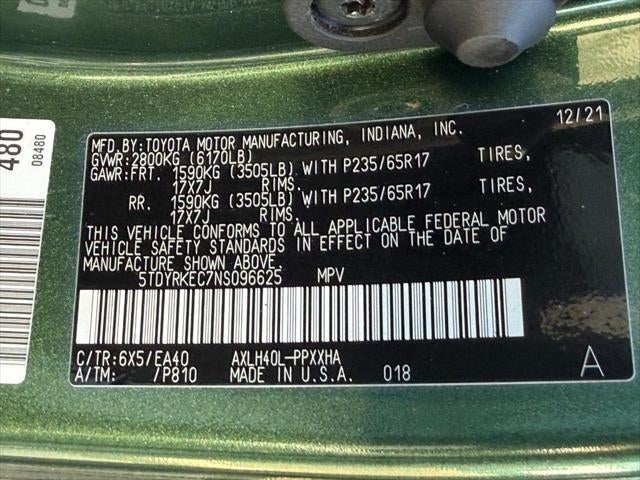 480
08480
12/21
MFD.BY:TOYOTA MOTOR MANUFACTURING, INDIANA, INC.
GVWR:2800KG (6170LB)
GAWR:FRT. 1590KG (3505LB) WITH P235/65R17 TIRES,
17X7J RIMS.
RR. 1590KG (3505LB) WITH P235/65R17 TIRES,
17X7J RIMS.
THIS VEHICLE CONFORMS TO ALL APPLICABLE FEDERAL MOTOR
VEHICLE SAFETY STANDARDS IN EFFECT ON THE DATE OF
MANUFACTURE SHOWN ABOVE.
5TDYRKEC7NS096625 MPV
C/TR:6X5/EA40 AXLH40L-PPXXHA
A/TM: /P810 MADE IN U.S.A. 018 A